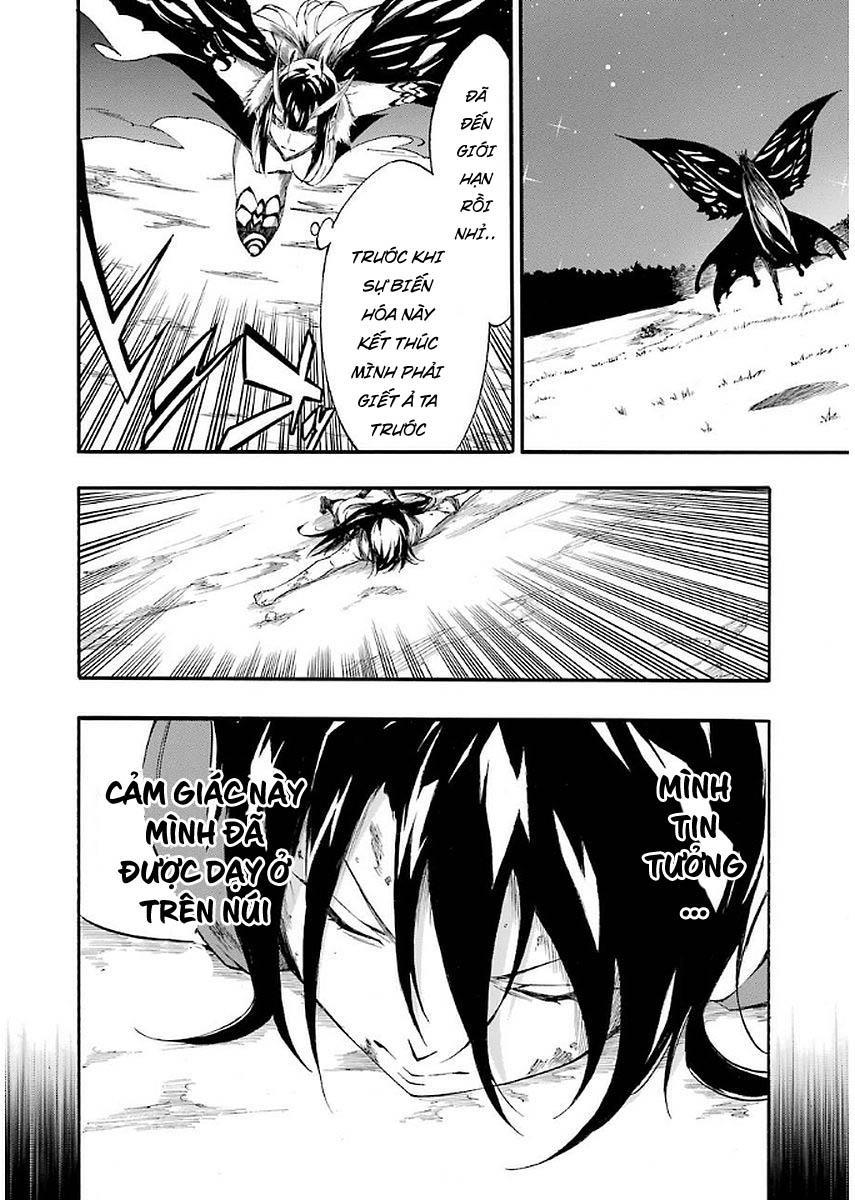 ĐÃ
ĐẾN
GIỚI
HẠN
RỒI
NHỈ..
TRƯỚC KHI
SỰ BIẾN
HÓA NÀY
KẾT THÚC
MÌNH PHẢI
GIẾT Ả TA
TRƯỚC
MÌNH
TIN
TƯỞNG
...
CẢM GIÁC NÀY
MÌNH ĐÃ
ĐƯỢC DẠY Ở
TRÊN NÚI